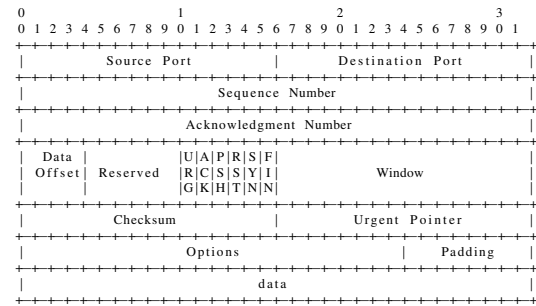 0 1 2 3
0 1 2 3 4 5 6 7 8 9 0 1 2 3 4 5 6 7 8 9 0 1 2 3 4 5 6 7 8 9 0 1
| Source Port | Destination Port |
| Sequence Number |
| Acknowledgment Number |
| Data | |U|A|P|R|S|F| |
| Offset| Reserved |R|C|S|S|Y|I| Window |
| | |G|K|H|T|N|N| |
| Checksum | Urgent Pointer |
| Options | Padding |
| data |